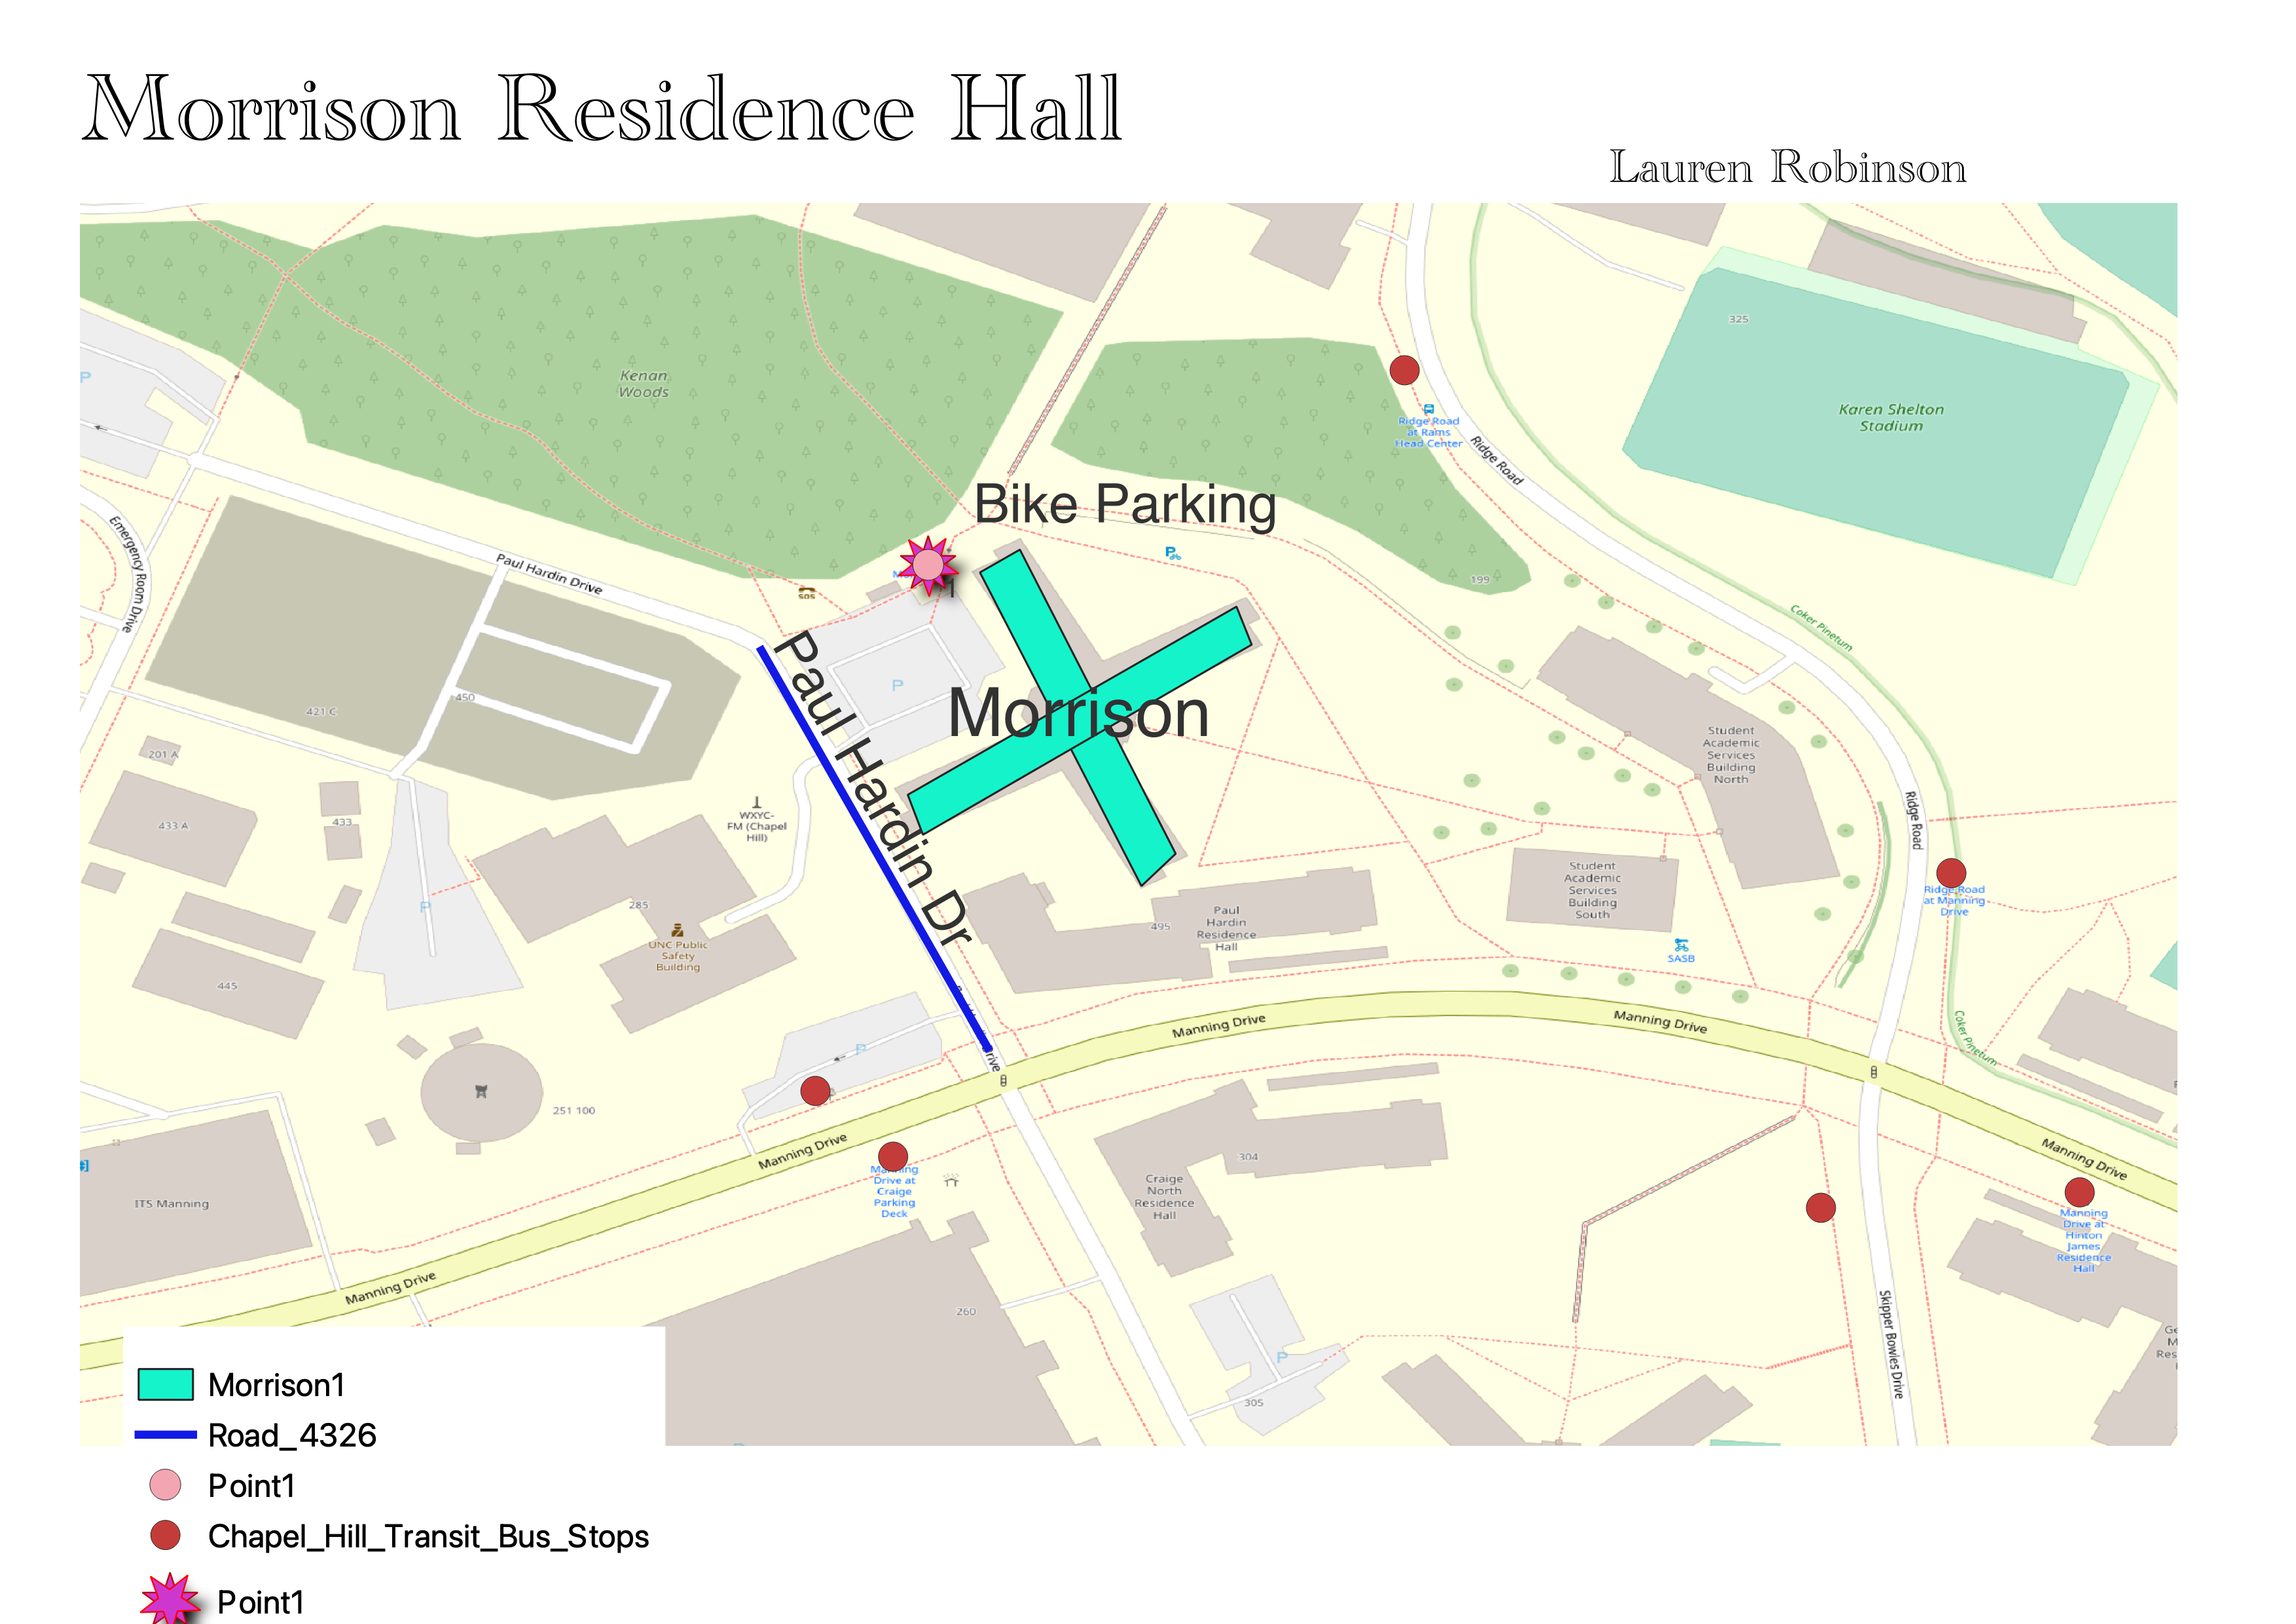 Morrison Residence Hall
Lauren Robinson
325
Kenan
Woods
P
Karen Shelton
Stadium
Ridge Road
at Rams
Head Center
Ridge Road
Bike Parking
P
Emergency Room Drive
Paul Hardin Drive
199
SOS
1
Coker Pinetum
P
450
421 C
Morrison
Paul Hardin Dr
201 A
Student
Academic
Services
Building
North
433
433 A
WXYC-
FM (Chapel
Hill)
Ridge Road
Student
Academic
Services
Building
South
Ridge Road
at Manning
Drive
P
285
Paul
Hardin
Residence
Hall
495
UNC Public
Safety
Building
SASB
445
Manning Drive
Manning Drive
Coker Pinetum
P
Drive
251 100
Manning Drive
Manning Drive
304
Manning
Drive at
Craige
Parking
Deck
Craige
North
Residence
Hall
ITS Manning
Manning
Drive at
Hinton
James
Residence
Hall
Manning Drive
260
Skipper Bowles Drive
P
305
Morrison1
Road_4326
Point1
Chapel_Hill_Transit_Bus_Stops
Point1